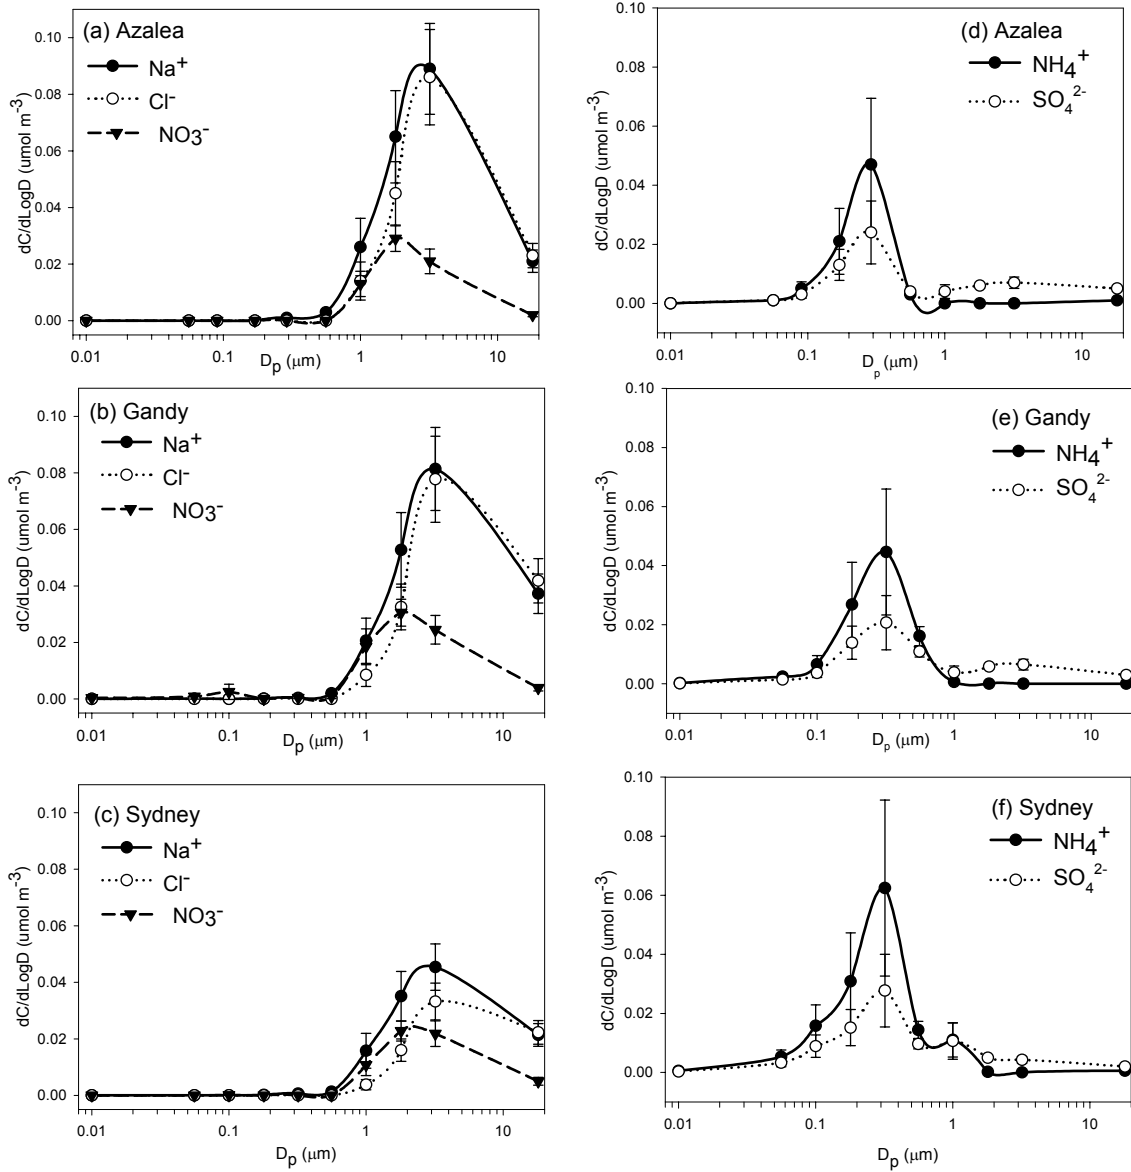 (a) Azalea
Na+
Cl-
NO3-
dC/dLogD (umol m-3)
0.10
0.08
0.06
0.04
0.02
0.00
0.01 0.1 1 10
Dp (μm)
(d) Azalea
NH4+
SO42-
dC/dLogD (umol m-3)
0.10
0.08
0.06
0.04
0.02
0.00
0.01 0.1 1 10
Dp (μm)
(b) Gandy
Na+
Cl-
NO3-
dC/dLogD (umol m-3)
0.10
0.08
0.06
0.04
0.02
0.00
0.01 0.1 1 10
Dp (μm)
(e) Gandy
NH4+
SO42-
dC/dLogD (umol m-3)
0.10
0.08
0.06
0.04
0.02
0.00
0.01 0.1 1 10
Dp (μm)
(c) Sydney
Na+
Cl-
NO3-
dC/dLogD (umol m-3)
0.10
0.08
0.06
0.04
0.02
0.00
0.01 0.1 1 10
Dp (μm)
(f) Sydney
NH4+
SO42-
dC/dLogD (umol m-3)
0.10
0.08
0.06
0.04
0.02
0.00
0.01 0.1 1 10
Dp (μm)